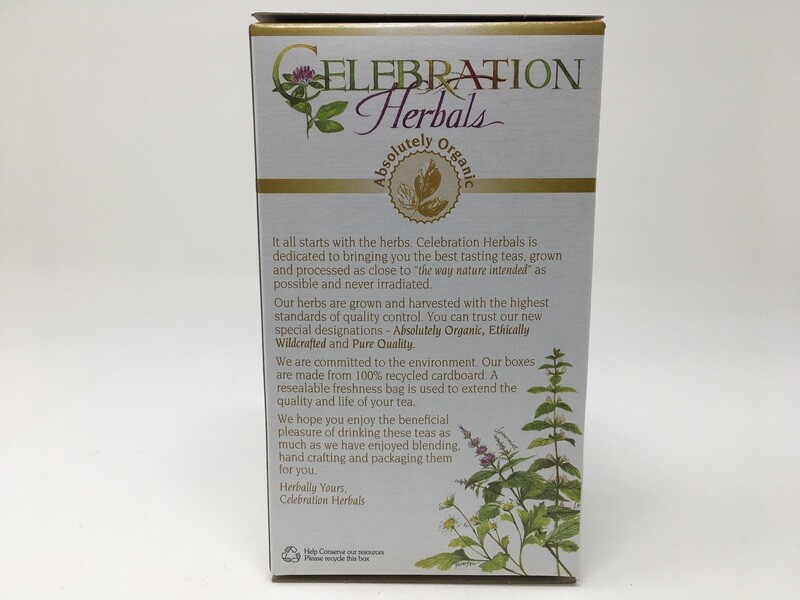 CELEBRATION
Herbals
Absolutely Organic
It all starts with the herbs. Celebration Herbals is
dedicated to bringing you the best tasting teas, grown
and processed as close to "the way nature intended" as
possible and never irradiated.
Our herbs are grown and harvested with the highest
standards of quality control. You can trust our new
special designations - Absolutely Organic, Ethically
Wildcrafted and Pure Quality.
We are committed to the environment. Our boxes
are made from 100% recycled cardboard. A
resealable freshness bag is used to extend the
quality and life of your tea.
We hope you enjoy the beneficial
pleasure of drinking these teas as
much as we have enjoyed blending,
hand crafting and packaging them
for you.
Herbally Yours,
Celebration Herbals
Help Conserve our resources
Please recycle this box